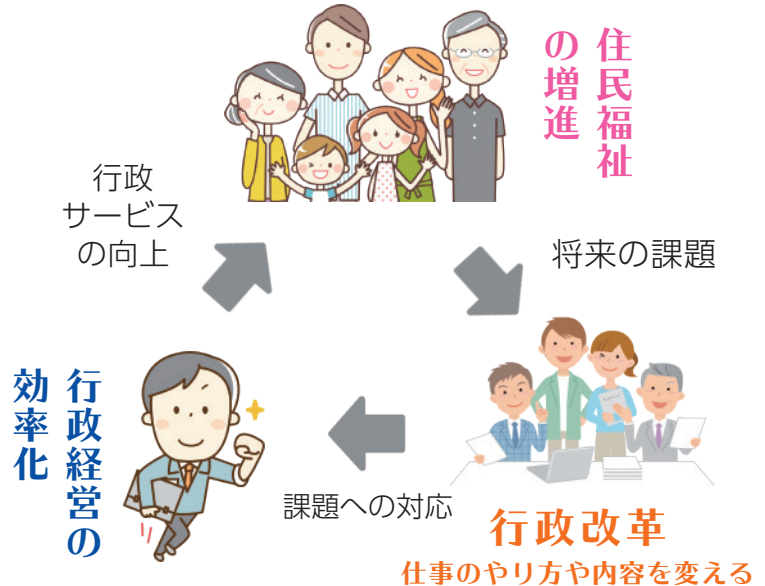 住民福祉
の増進
行政
サービス
の向上
将来の課題
行政経営の
効率化
課題への対応
行政改革
仕事のやり方や内容を変える